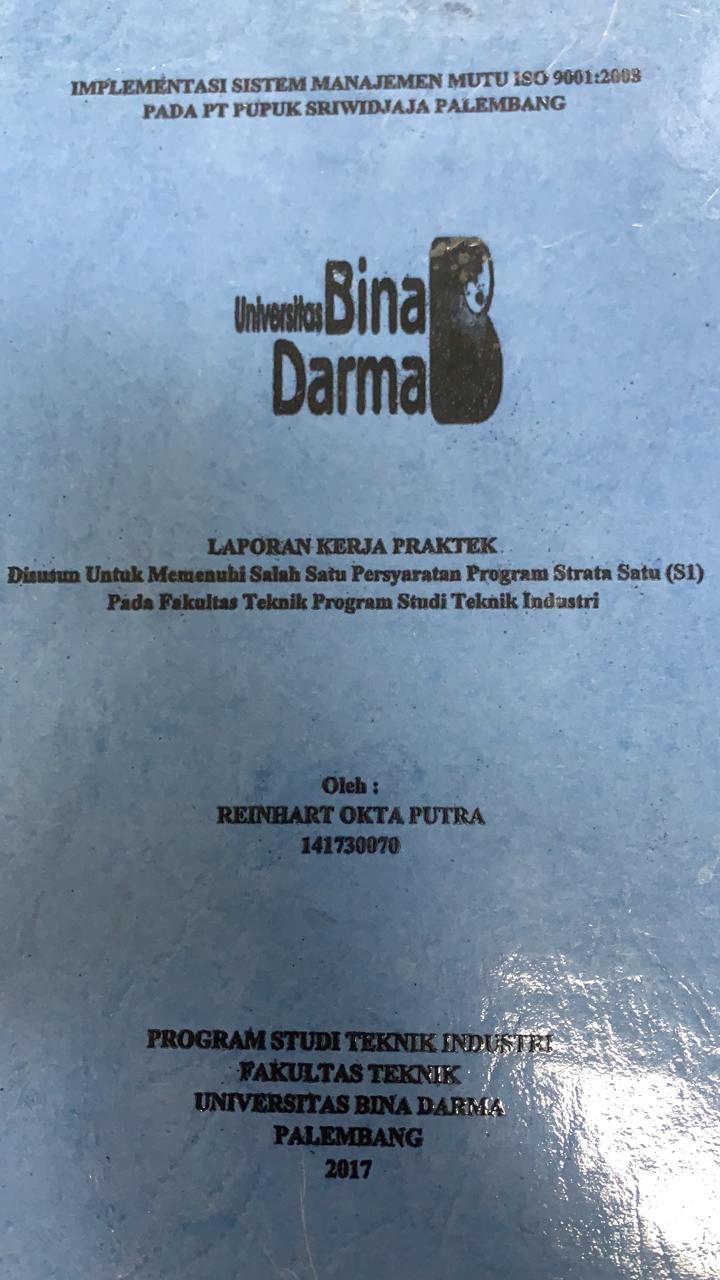 IMPLEMENTASI SISTEM MANAJEMEN MUTU ISO 9001:2008
PADA PT PUPUK SRIWIDJAJA PALEMBANG
Universitas Bina
Darma
LAPORAN KERJA PRAKTEK
Disusun Untuk Memenuhi Salah Satu Persyaratan Program Strata Satu (S1)
Pada Fakultas Teknik Program Studi Teknik Industri
Oleh :
REINHART OKTA PUTRA
141730070
PROGRAM STUDI TEKNIK INDUSTRI
FAKULTAS TEKNIK
UNIVERSITAS BINA DARMA
PALEMBANG
2017